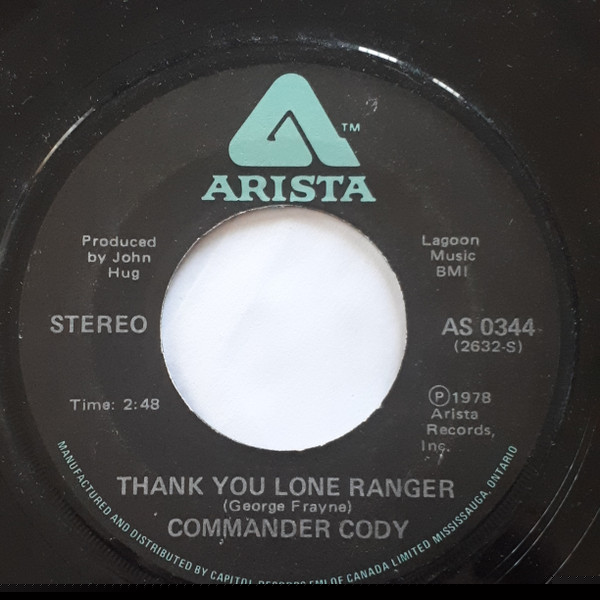 TM
ARISTA
Produced
by John
Hug
Lagoon
Music
BMI
STEREO
AS 0344
(2632-S)
Time: 2:48
℗1978
Arista
Records,
Inc.
THANK YOU LONE RANGER
(George Frayne)
COMMANDER CODY
MANUFACTURED AND DISTRIBUTED BY CAPITOL RECORDS EMI OF CANADA LIMITED MISSISSAUGA, ONTARIO